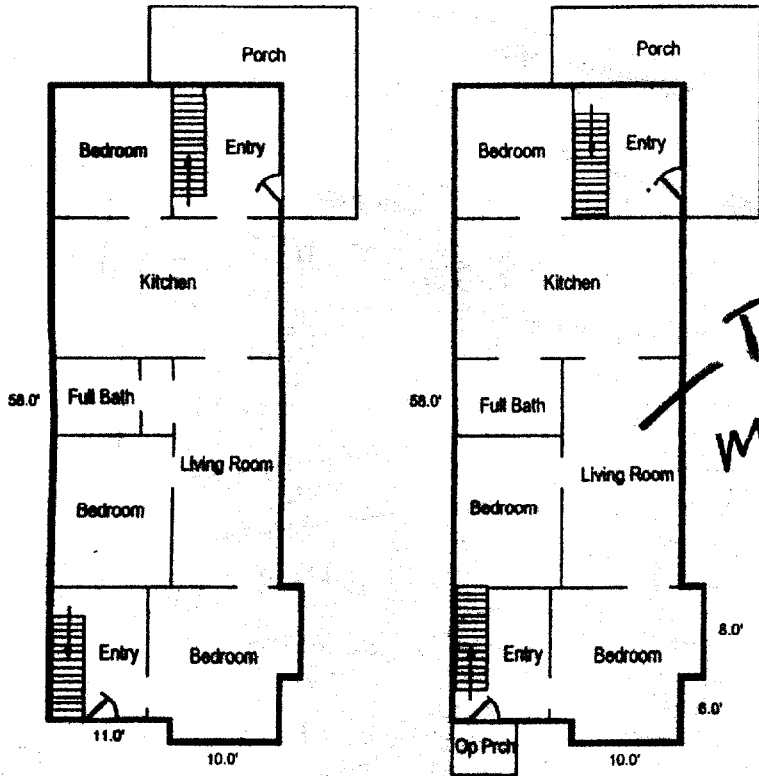 Porch
Porch
Bedroom
Entry
Bedroom
Entry
Kitchen
Kitchen
58.0'
Full Bath
58.0'
Full Bath
Living Room
Living Room
Bedroom
Bedroom
8.0'
Entry
Bedroom
Entry
Bedroom
6.0'
11.0'
Op Prch
10.0'
10.0'